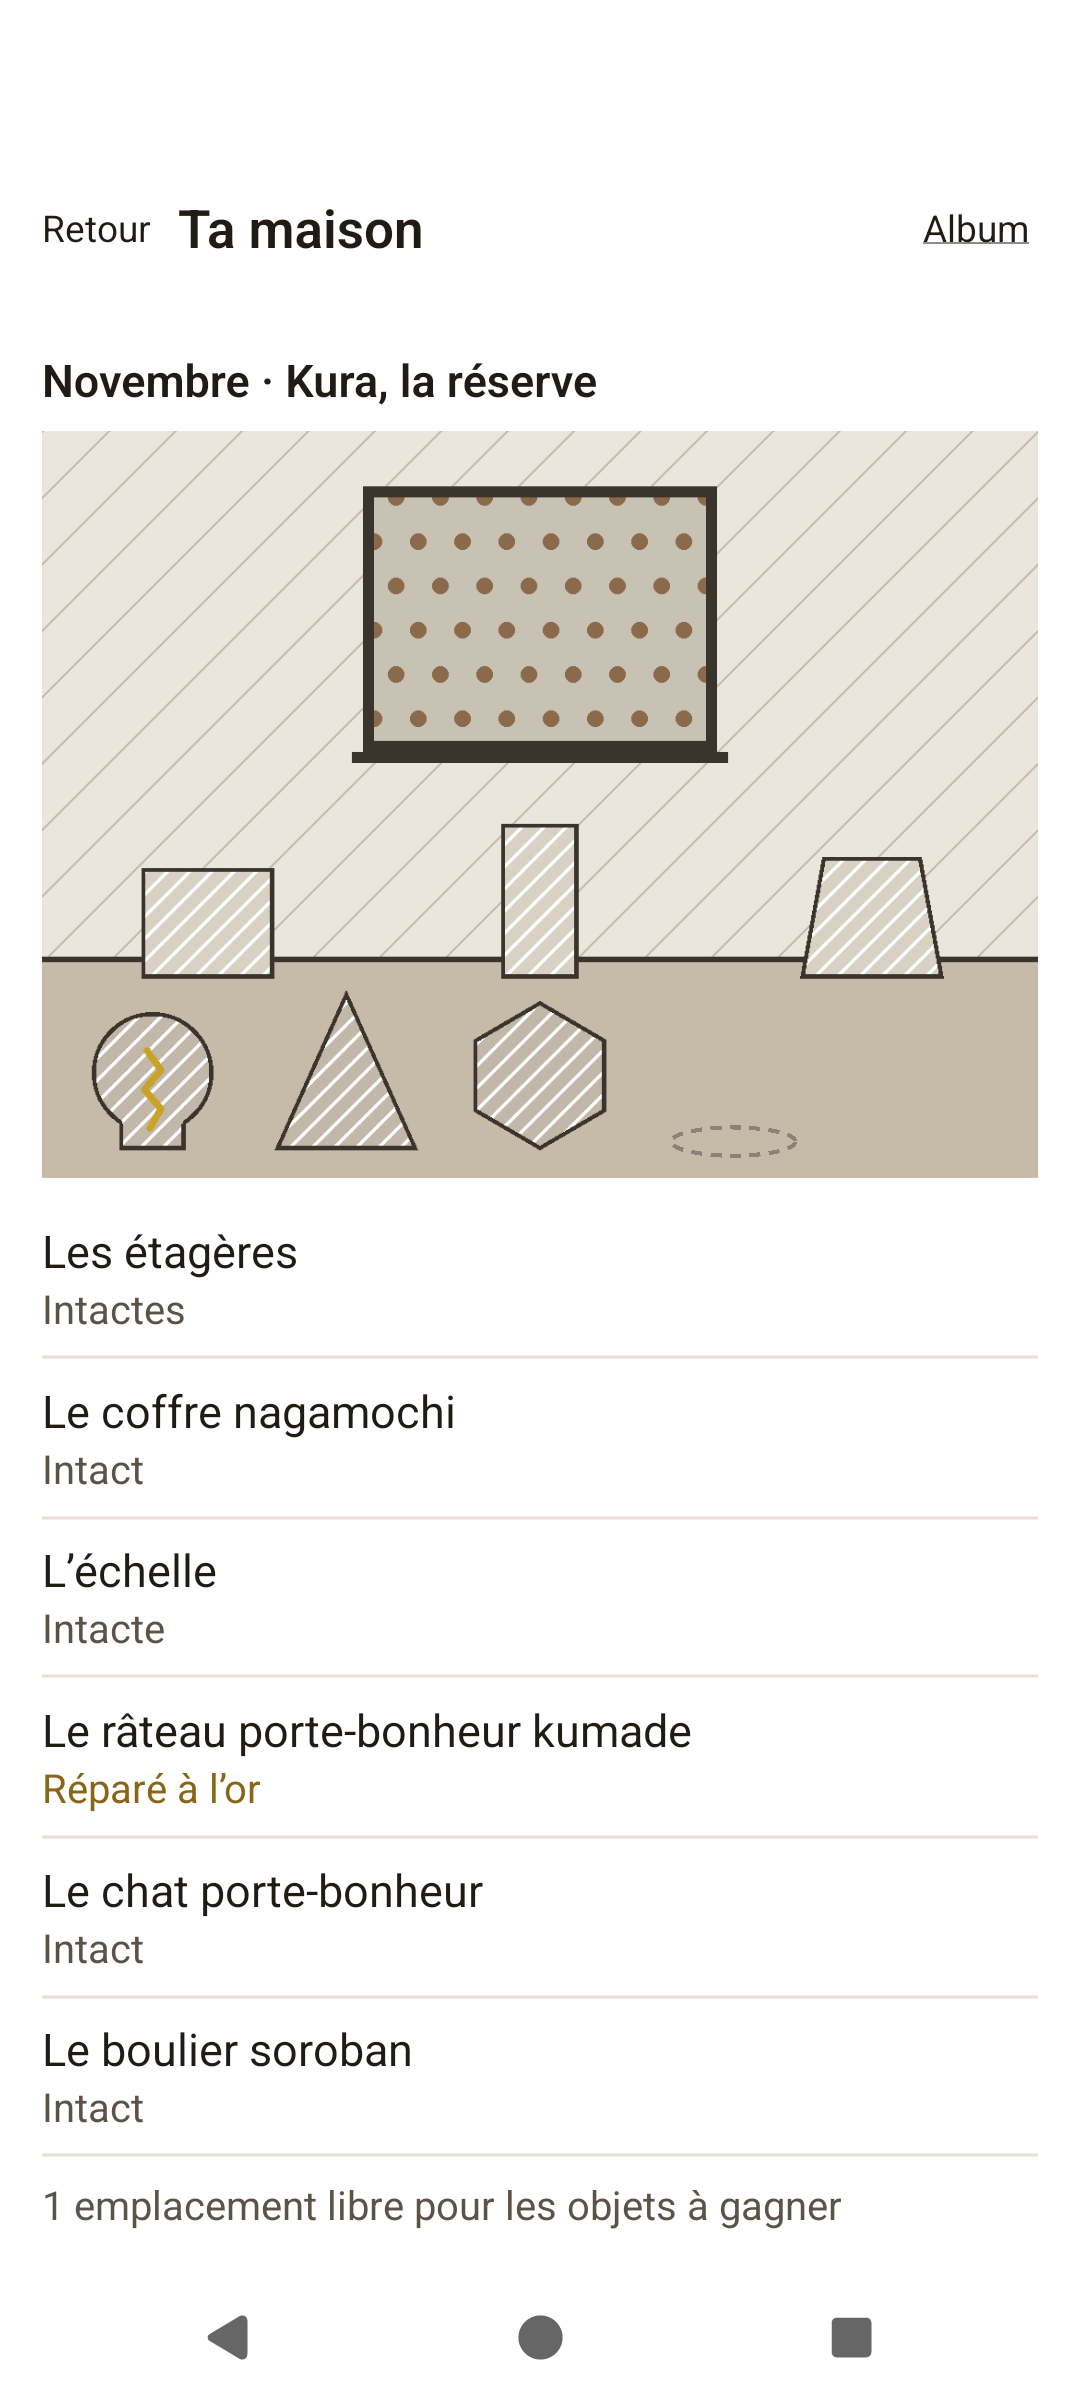 Retour Ta maison Album
Novembre · Kura, la réserve
Les étagères
Intactes
Le coffre nagamochi
Intact
L’échelle
Intacte
Le râteau porte-bonheur kumade
Réparé à l’or
Le chat porte-bonheur
Intact
Le boulier soroban
Intact
1 emplacement libre pour les objets à gagner